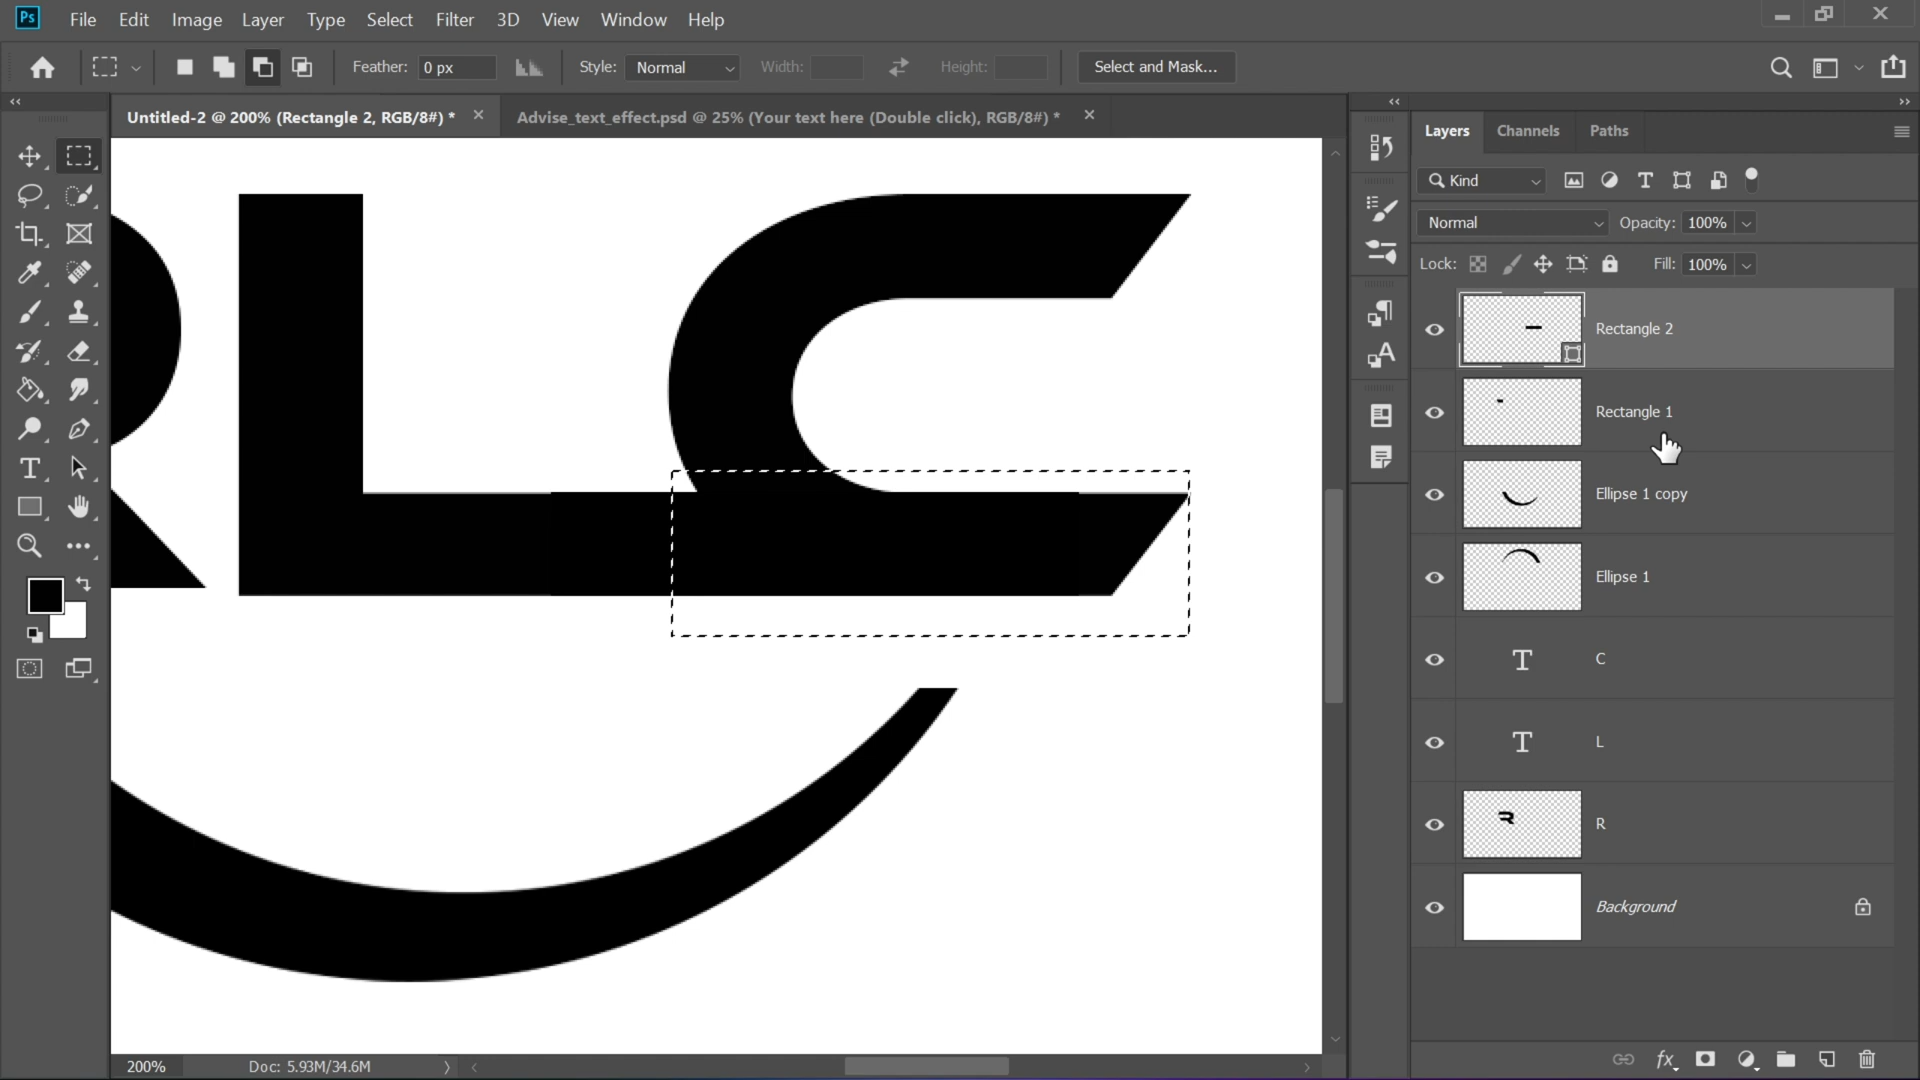 Ps File Edit Image Layer Type Select Filter 3D View Window Help
Feather: 0 px Style: Normal Width: Height: Select and Mask...
Untitled-2 @ 200% (Rectangle 2, RGB/8#) * Advise_text_effect.psd @ 25% (Your text here (Double click), RGB/8#) *
Layers Channels Paths
Kind
Normal Opacity: 100%
Lock: Fill: 100%
Rectangle 2
Rectangle 1
Ellipse 1 copy
Ellipse 1
C
L
R
Background
RLC
200% Doc: 5.93M/34.6M